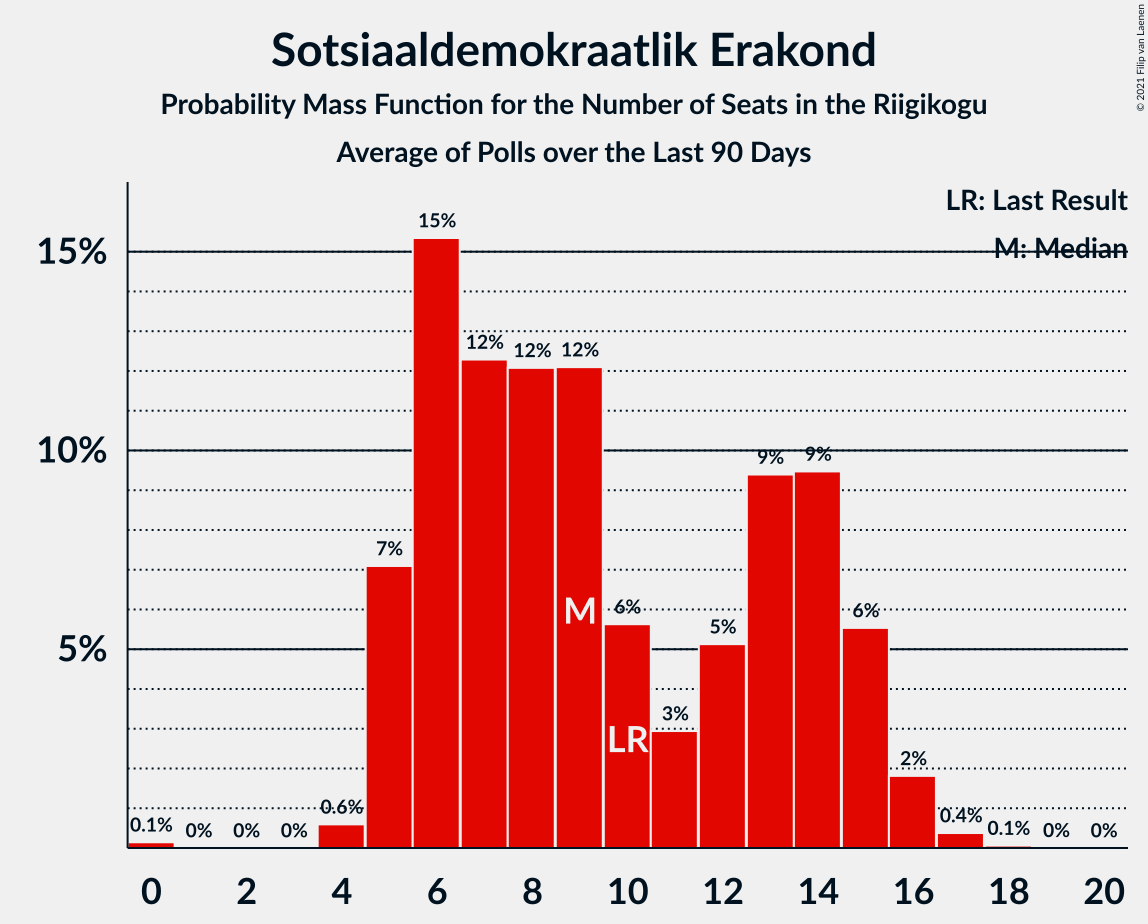 Sotsiaaldemokraatlik Erakond
Probability Mass Function for the Number of Seats in the Riigikogu
Average of Polls over the Last 90 Days
© 2021 Filip van Laenen
LR: Last Result
M: Median
15%
10%
5%
0.1%
0%
0%
0%
0.6%
7%
15%
12%
12%
12%
6%
3%
5%
9%
9%
6%
2%
0.4%
0.1%
0%
0%
M
LR
0 2 4 6 8 10 12 14 16 18 20